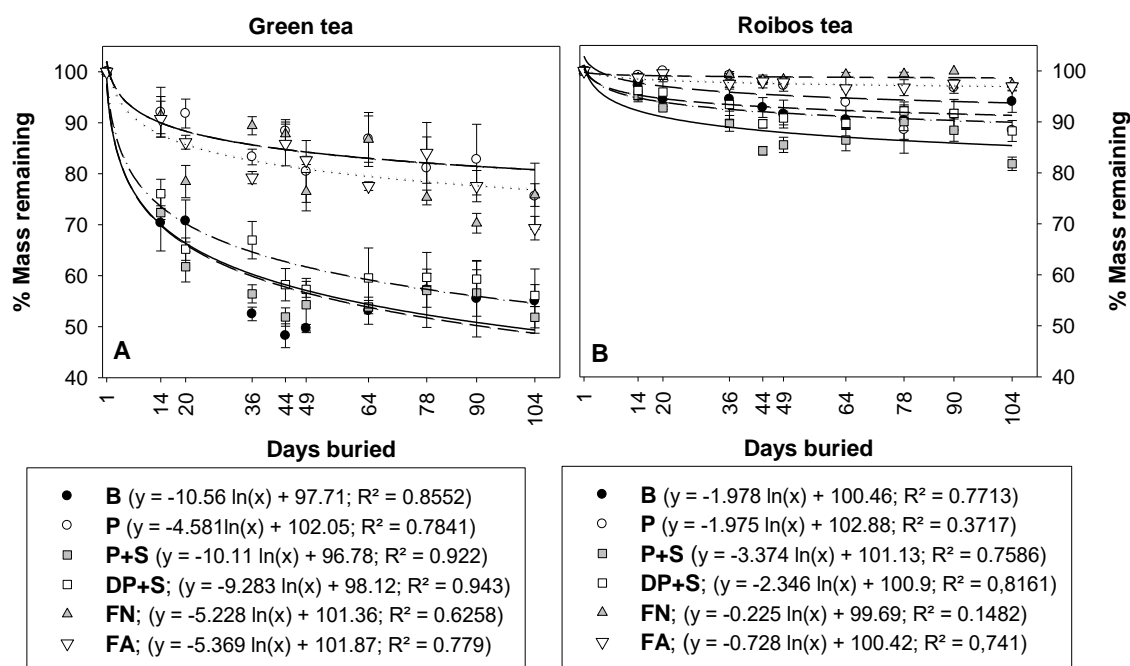 Green tea
Roibos tea
% Mass remaining
100
90
80
70
60
50
40
A
1
14
20
36
44
49
64
78
90
104
Days buried
B
1
14
20
36
44
49
64
78
90
104
Days buried
100
90
80
70
60
50
40
% Mass remaining
B (y = -10.56 ln(x) + 97.71; R² = 0.8552)
P (y = -4.581ln(x) + 102.05; R² = 0.7841)
P+S (y = -10.11 ln(x) + 96.78; R² = 0.922)
DP+S; (y = -9.283 ln(x) + 98.12; R² = 0.943)
FN; (y = -5.228 ln(x) + 101.36; R² = 0.6258)
FA; (y = -5.369 ln(x) + 101.87; R² = 0.779)
B (y = -1.978 ln(x) + 100.46; R² = 0.7713)
P (y = -1.975 ln(x) + 102.88; R² = 0.3717)
P+S (y = -3.374 ln(x) + 101.13; R² = 0.7586)
DP+S (y = -2.346 ln(x) + 100.9; R² = 0,8161)
FN; (y = -0.225 ln(x) + 99.69; R² = 0.1482)
FA; (y = -0.728 ln(x) + 100.42; R² = 0,741)